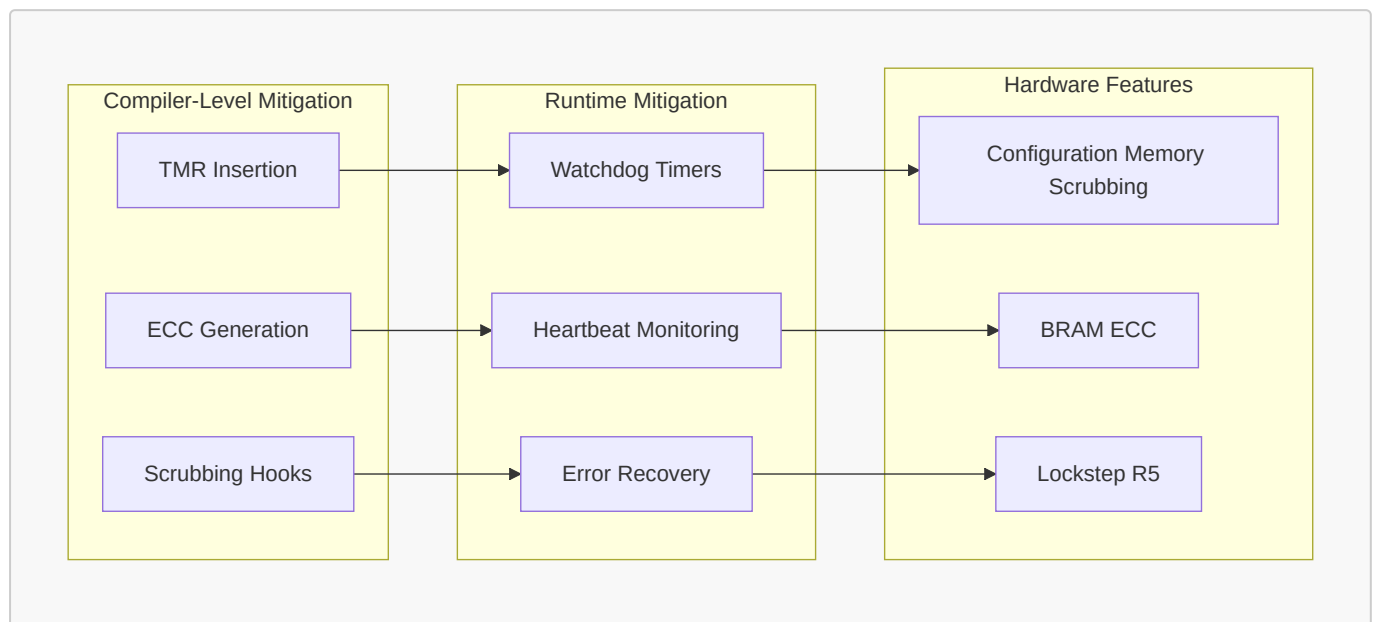 Compiler-Level Mitigation
TMR Insertion
ECC Generation
Scrubbing Hooks
Runtime Mitigation
Watchdog Timers
Heartbeat Monitoring
Error Recovery
Hardware Features
Configuration Memory
Scrubbing
BRAM ECC
Lockstep R5